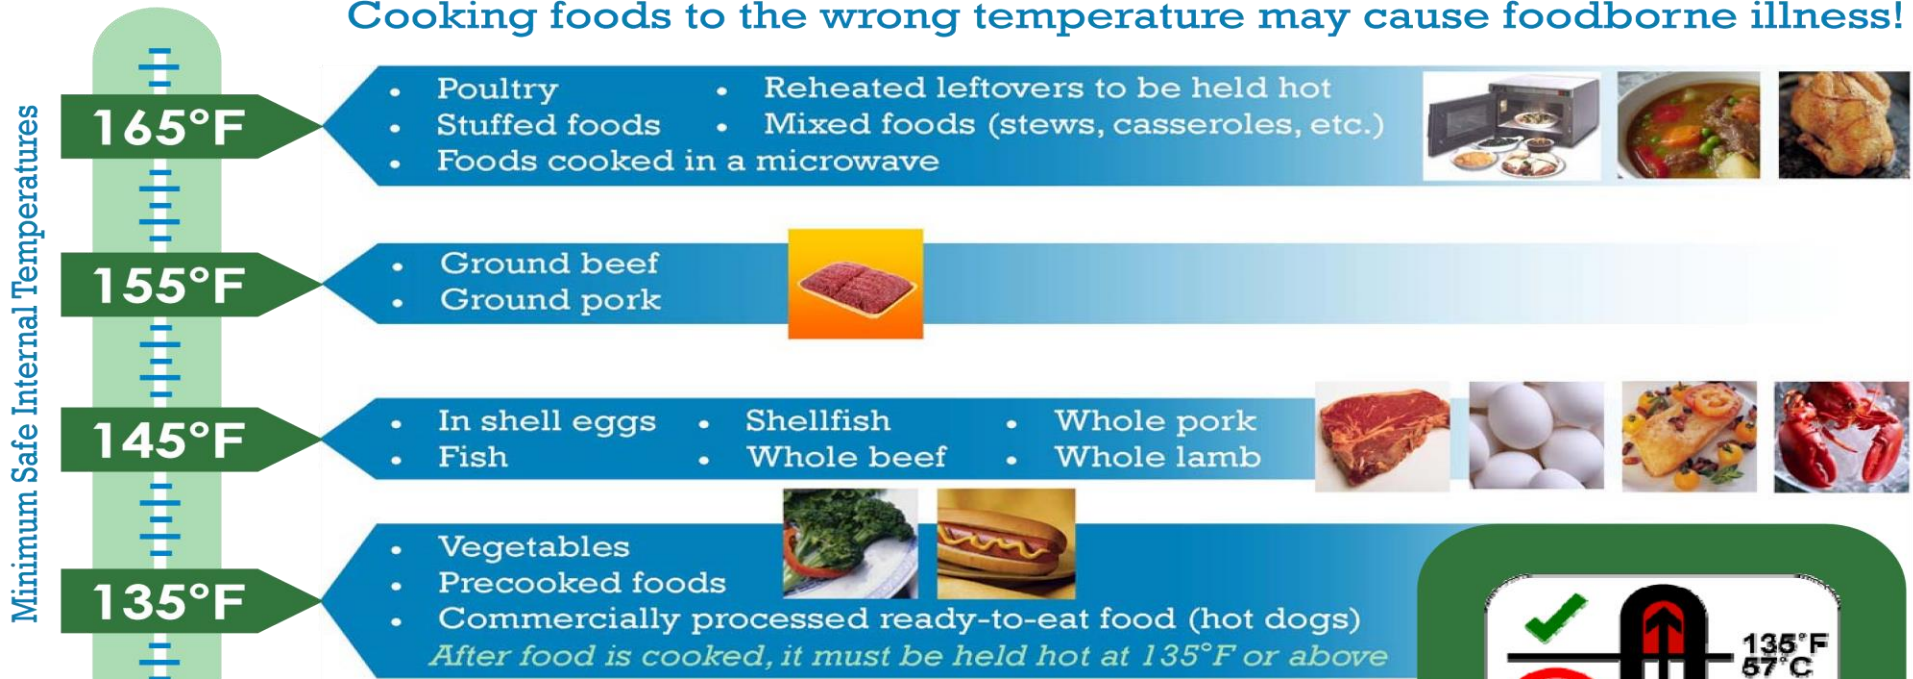 Cooking foods to the wrong temperature may cause foodborne illness!
Minimum Safe Internal Temperatures
165°F
• Poultry • Reheated leftovers to be held hot
• Stuffed foods • Mixed foods (stews, casseroles, etc.)
• Foods cooked in a microwave
155°F
• Ground beef
• Ground pork
145°F
• In shell eggs • Shellfish • Whole pork
• Fish • Whole beef • Whole lamb
135°F
• Vegetables
• Precooked foods
• Commercially processed ready-to-eat food (hot dogs)
After food is cooked, it must be held hot at 135°F or above
135°F
57°C